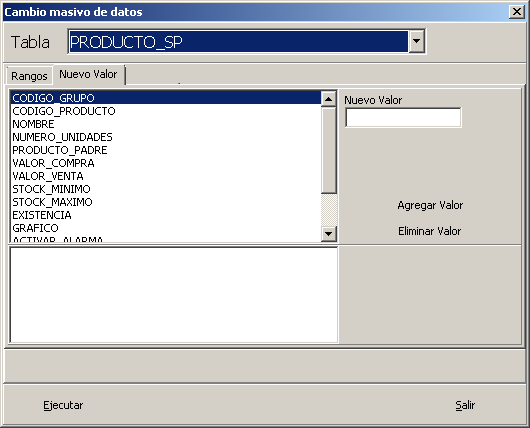 Cambio masivo de datos
Tabla PRODUCTO_SP
Rangos Nuevo Valor
CODIGO_GRUPO
CODIGO_PRODUCTO
NOMBRE
NUMERO_UNIDADES
PRODUCTO_PADRE
VALOR_COMPRA
VALOR_VENTA
STOCK_MINIMO
STOCK_MAXIMO
EXISTENCIA
GRAFICO
ACTIVAR_ALARMA
Nuevo Valor
Agregar Valor
Eliminar Valor
Ejecutar Salir